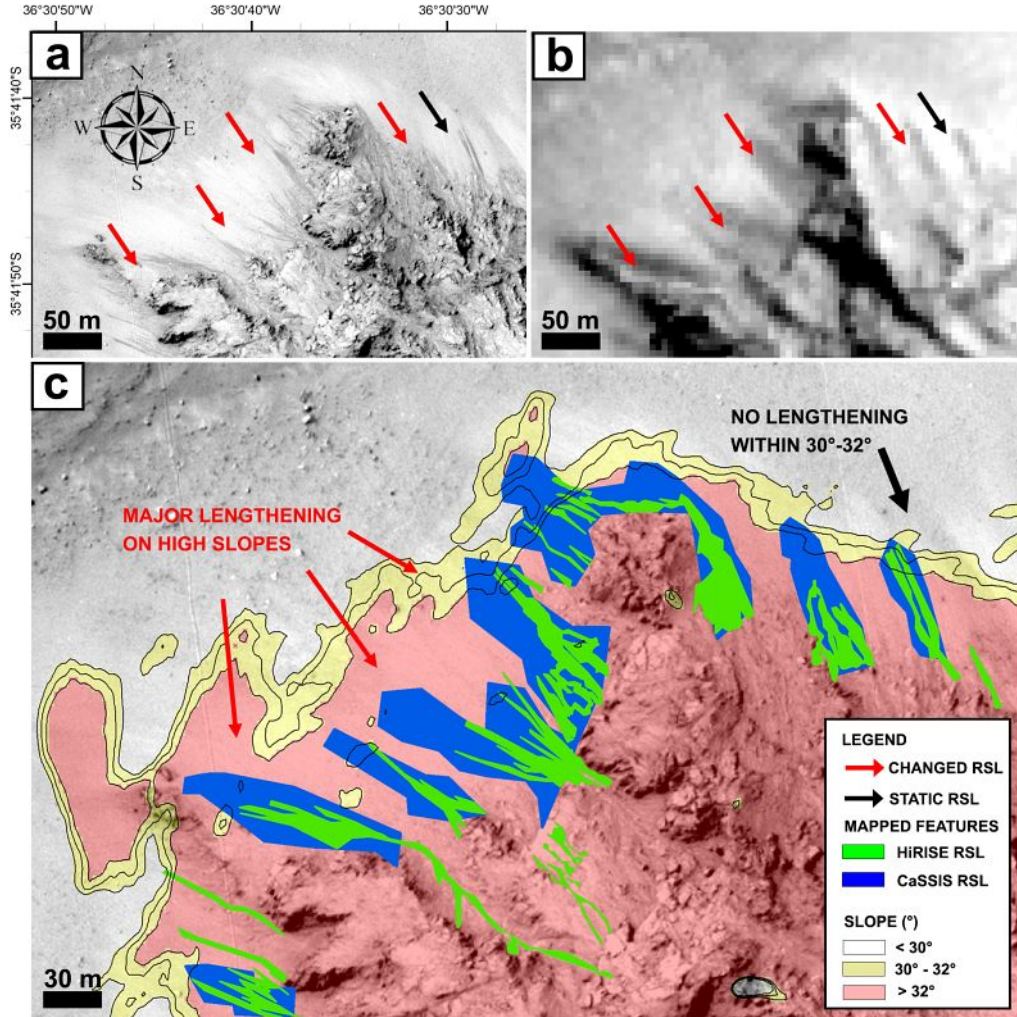 36°30'50"W
36°30'40"W
36°30'30"W
35°41'40"S
35°41'50"S
a
N
W
E
S
50 m
b
50 m
c
NO LENGTHENING
WITHIN 30°-32°
MAJOR LENGTHENING
ON HIGH SLOPES
30 m
LEGEND
CHANGED RSL
STATIC RSL
MAPPED FEATURES
HiRISE RSL
CaSSIS RSL
SLOPE (°)
< 30°
30° - 32°
> 32°